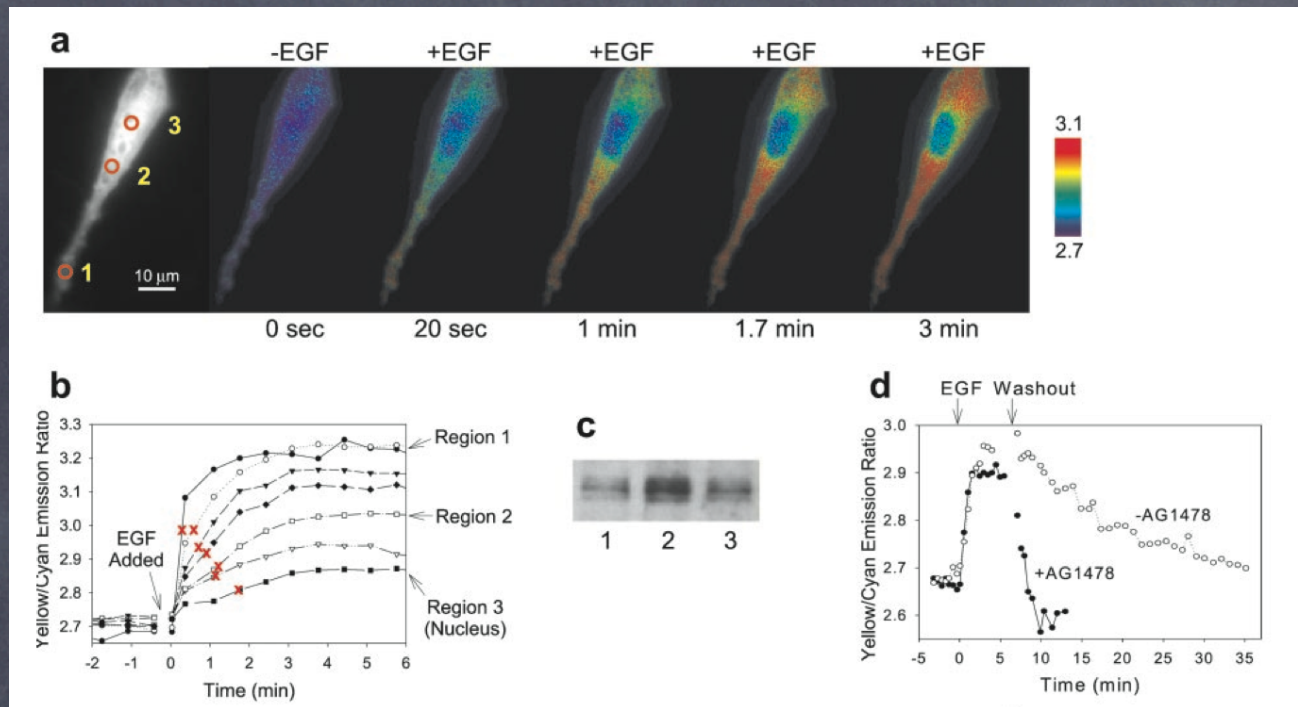 a
-EGF +EGF +EGF +EGF +EGF
3
2
1
10 μm
3.1
2.7
0 sec 20 sec 1 min 1.7 min 3 min
b
Yellow/Cyan Emission Ratio
3.3
3.2
3.1
3.0
2.9
2.8
2.7
EGF
Added
Region 1
Region 2
Region 3
(Nucleus)
-2 -1 0 1 2 3 4 5 6
Time (min)
c
1 2 3
d
EGF Washout
Yellow/Cyan Emission Ratio
3.0
2.9
2.8
2.7
2.6
-AG1478
+AG1478
-5 0 5 10 15 20 25 30 35
Time (min)